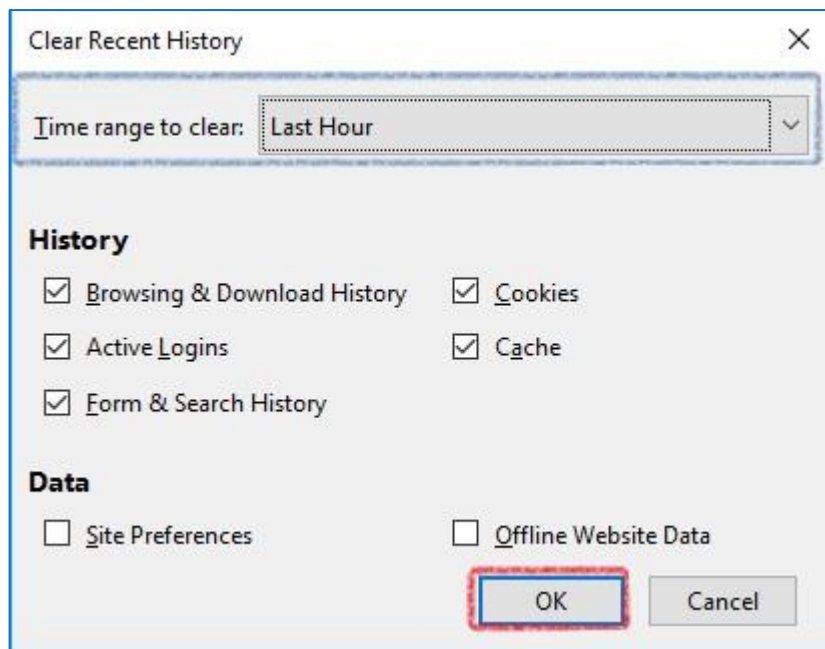 Clear Recent History
Time range to clear: Last Hour
History
Browsing & Download History
Cookies
Active Logins
Cache
Form & Search History
Data
Site Preferences
Offline Website Data
OK
Cancel